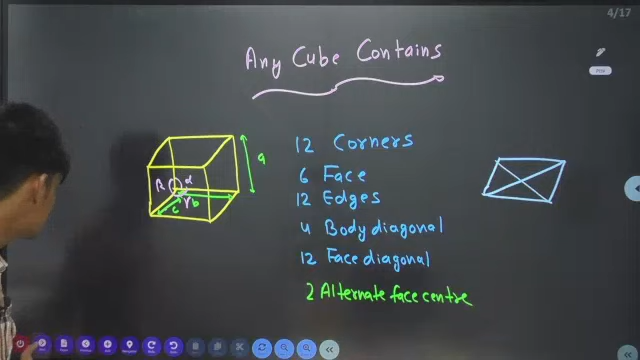 4/17
Any Cube Contains
12 Corners
6 Face
12 Edges
4 Body diagonal
12 Face diagonal
2 Alternate face centre
a
α
β
γ b
c